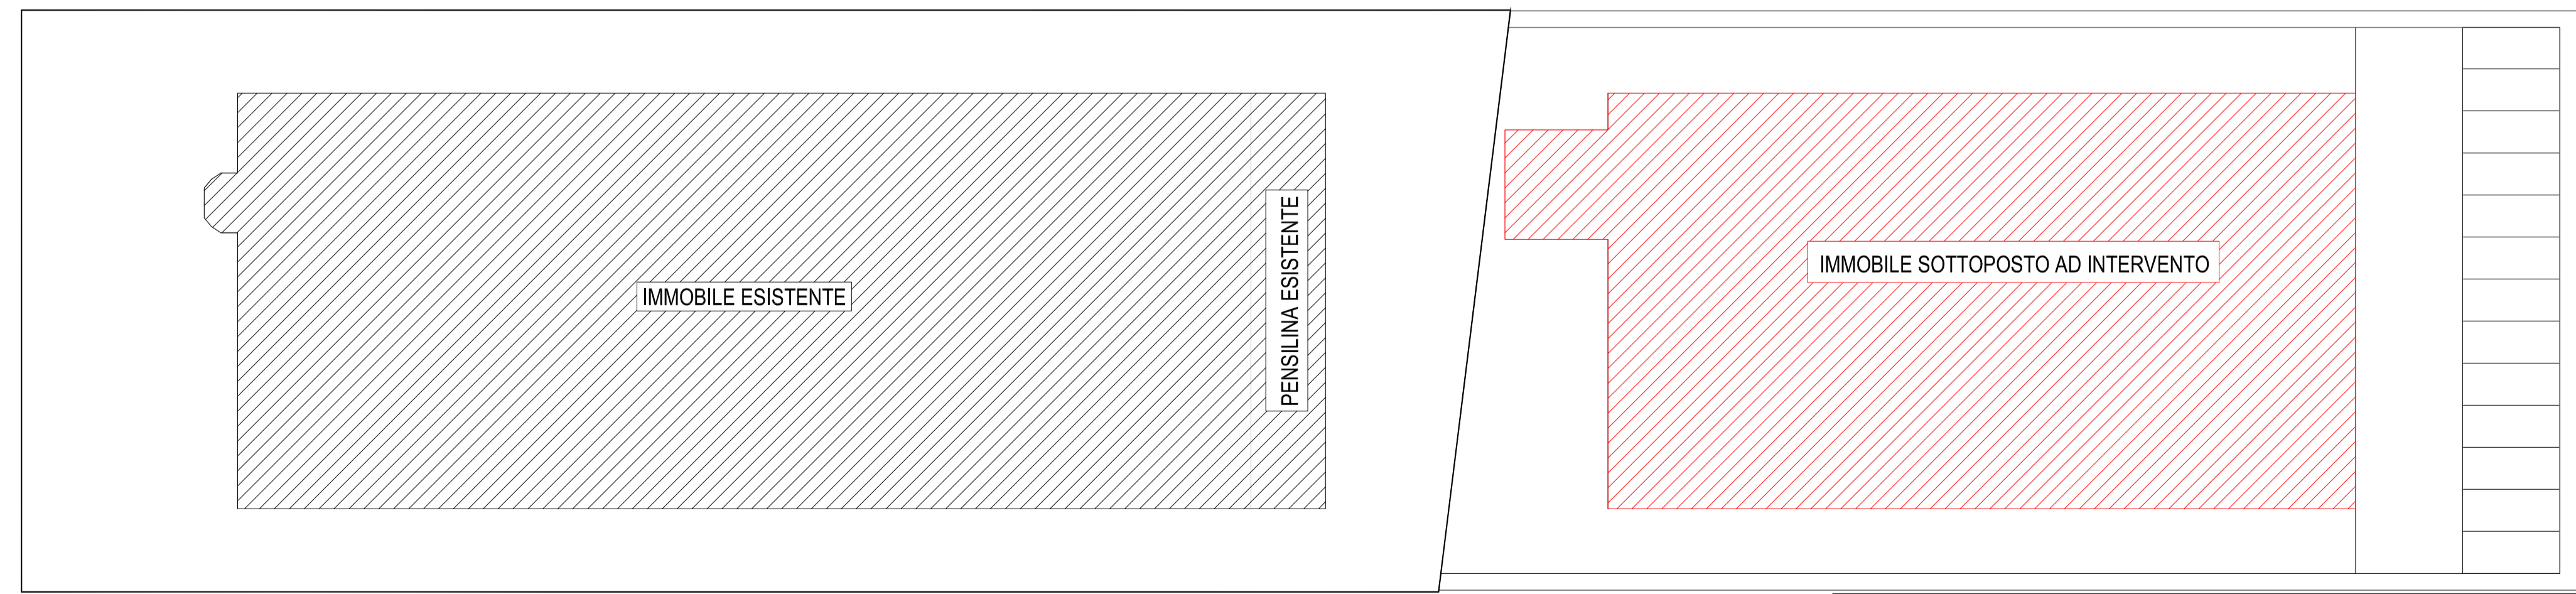 IMMOBILE ESISTENTE
PENSILINA ESISTENTE
IMMOBILE SOTTOPOSTO AD INTERVENTO